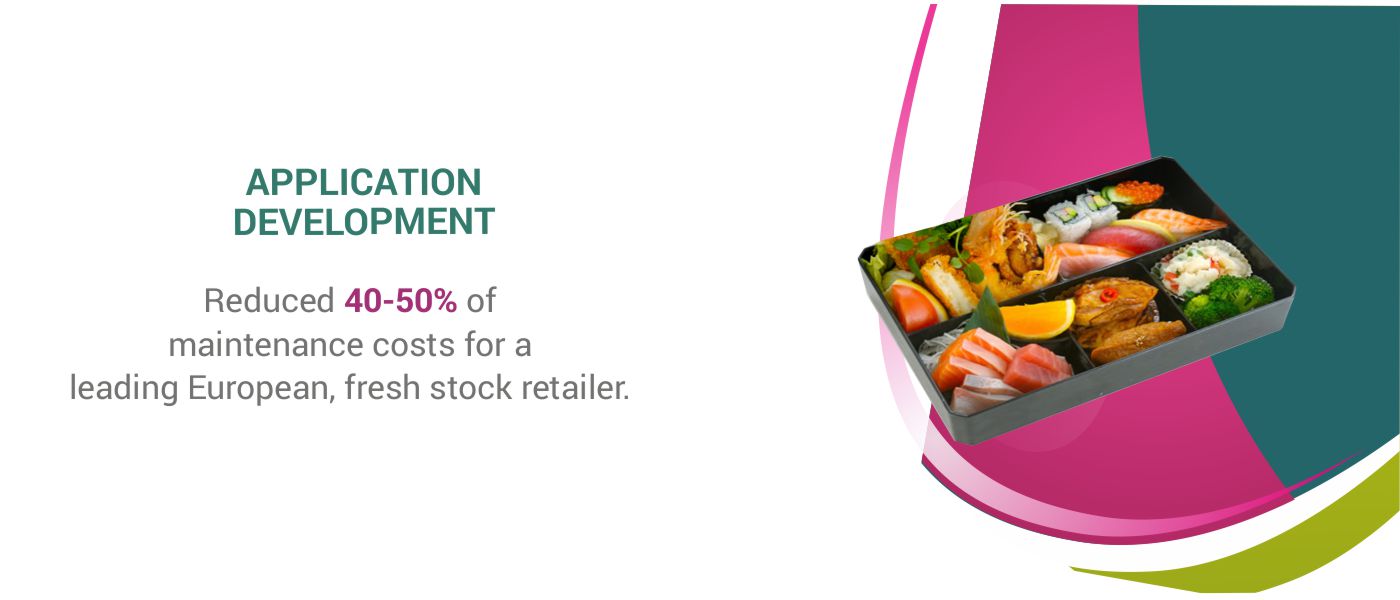 APPLICATION
DEVELOPMENT
Reduced 40-50% of
maintenance costs for a
leading European, fresh stock retailer.